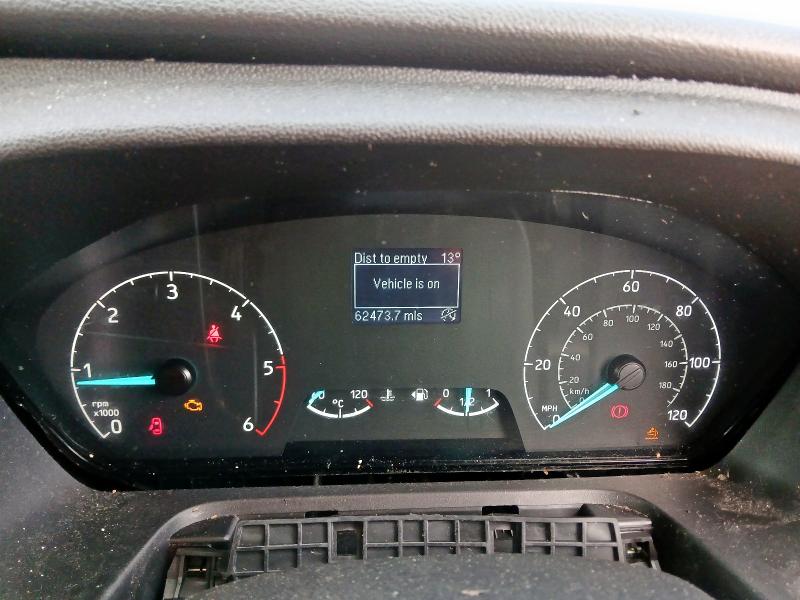 Dist to empty 13°
Vehicle is on
62473.7 mls
0 1 2 3 4 5 6
rpm
x1000
120
°C
0 1/2 1
0 20 40 60 80 100 120
MPH
km/h
20 40 60 80 100 120 140 160 180